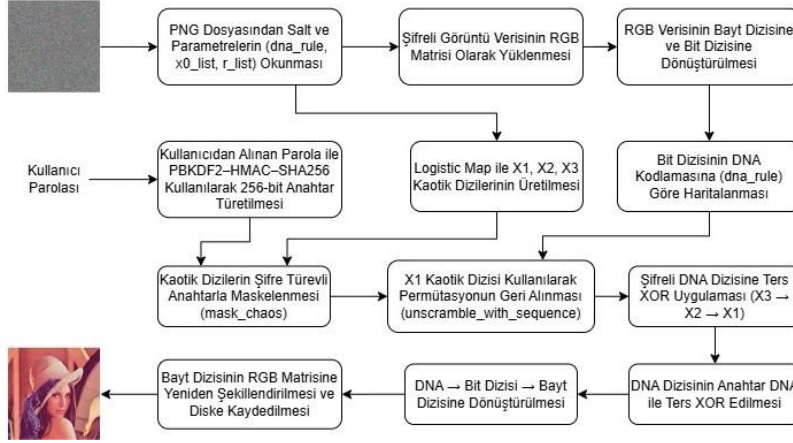 PNG Dosyasından Salt ve
Parametrelerin (dna_rule,
x0_list, r_list) Okunması
Şifreli Görüntü Verisinin RGB
Matrisi Olarak Yüklenmesi
RGB Verisinin Bayt Dizisine
ve Bit Dizisine
Dönüştürülmesi
Kullanıcı
Parolası
Kullanıcıdan Alınan Parola ile
PBKDF2–HMAC–SHA256
Kullanılarak 256-bit Anahtar
Türetilmesi
Logistic Map ile X1, X2, X3
Kaotik Dizilerinin Üretilmesi
Bit Dizisinin DNA
Kodlamasına (dna_rule)
Göre Haritalanması
Kaotik Dizilerin Şifre Türevli
Anahtarla Maskelenmesi
(mask_chaos)
X1 Kaotik Dizisi Kullanılarak
Permütasyonun Geri Alınması
(unscramble_with_sequence)
Şifreli DNA Dizisine Ters
XOR Uygulaması (X3 →
X2 → X1)
Bayt Dizisinin RGB Matrisine
Yeniden Şekillendirilmesi ve
Diske Kaydedilmesi
DNA → Bit Dizisi → Bayt
Dizisine Dönüştürülmesi
DNA Dizisinin Anahtar DNA
ile Ters XOR Edilmesi